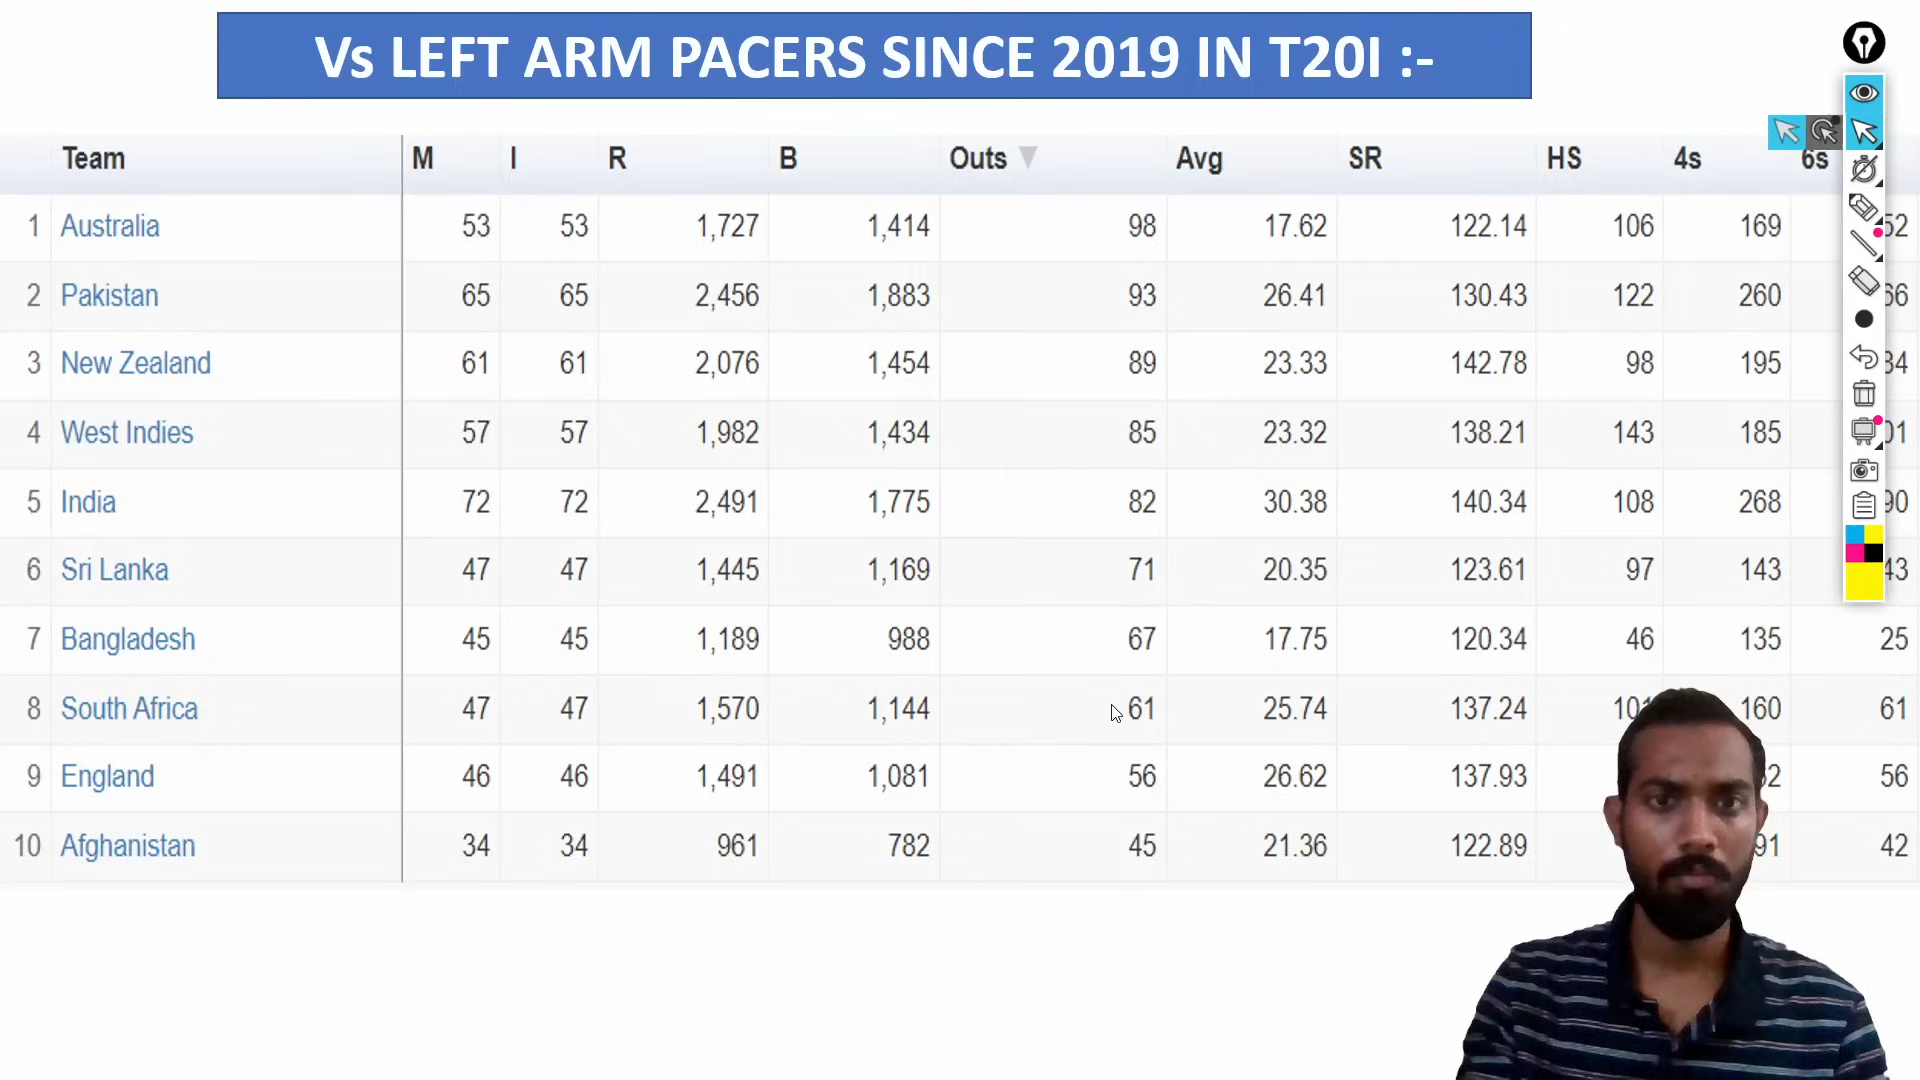 Vs LEFT ARM PACERS SINCE 2019 IN T20I :-
Team M I R B Outs Avg SR HS 4s 6s
1 Australia 53 53 1,727 1,414 98 17.62 122.14 106 169
2 Pakistan 65 65 2,456 1,883 93 26.41 130.43 122 260
3 New Zealand 61 61 2,076 1,454 89 23.33 142.78 98 195
4 West Indies 57 57 1,982 1,434 85 23.32 138.21 143 185
5 India 72 72 2,491 1,775 82 30.38 140.34 108 268
6 Sri Lanka 47 47 1,445 1,169 71 20.35 123.61 97 143
7 Bangladesh 45 45 1,189 988 67 17.75 120.34 46 135 25
8 South Africa 47 47 1,570 1,144 61 25.74 137.24 160 61
9 England 46 46 1,491 1,081 56 26.62 137.93 56
10 Afghanistan 34 34 961 782 45 21.36 122.89 91 42